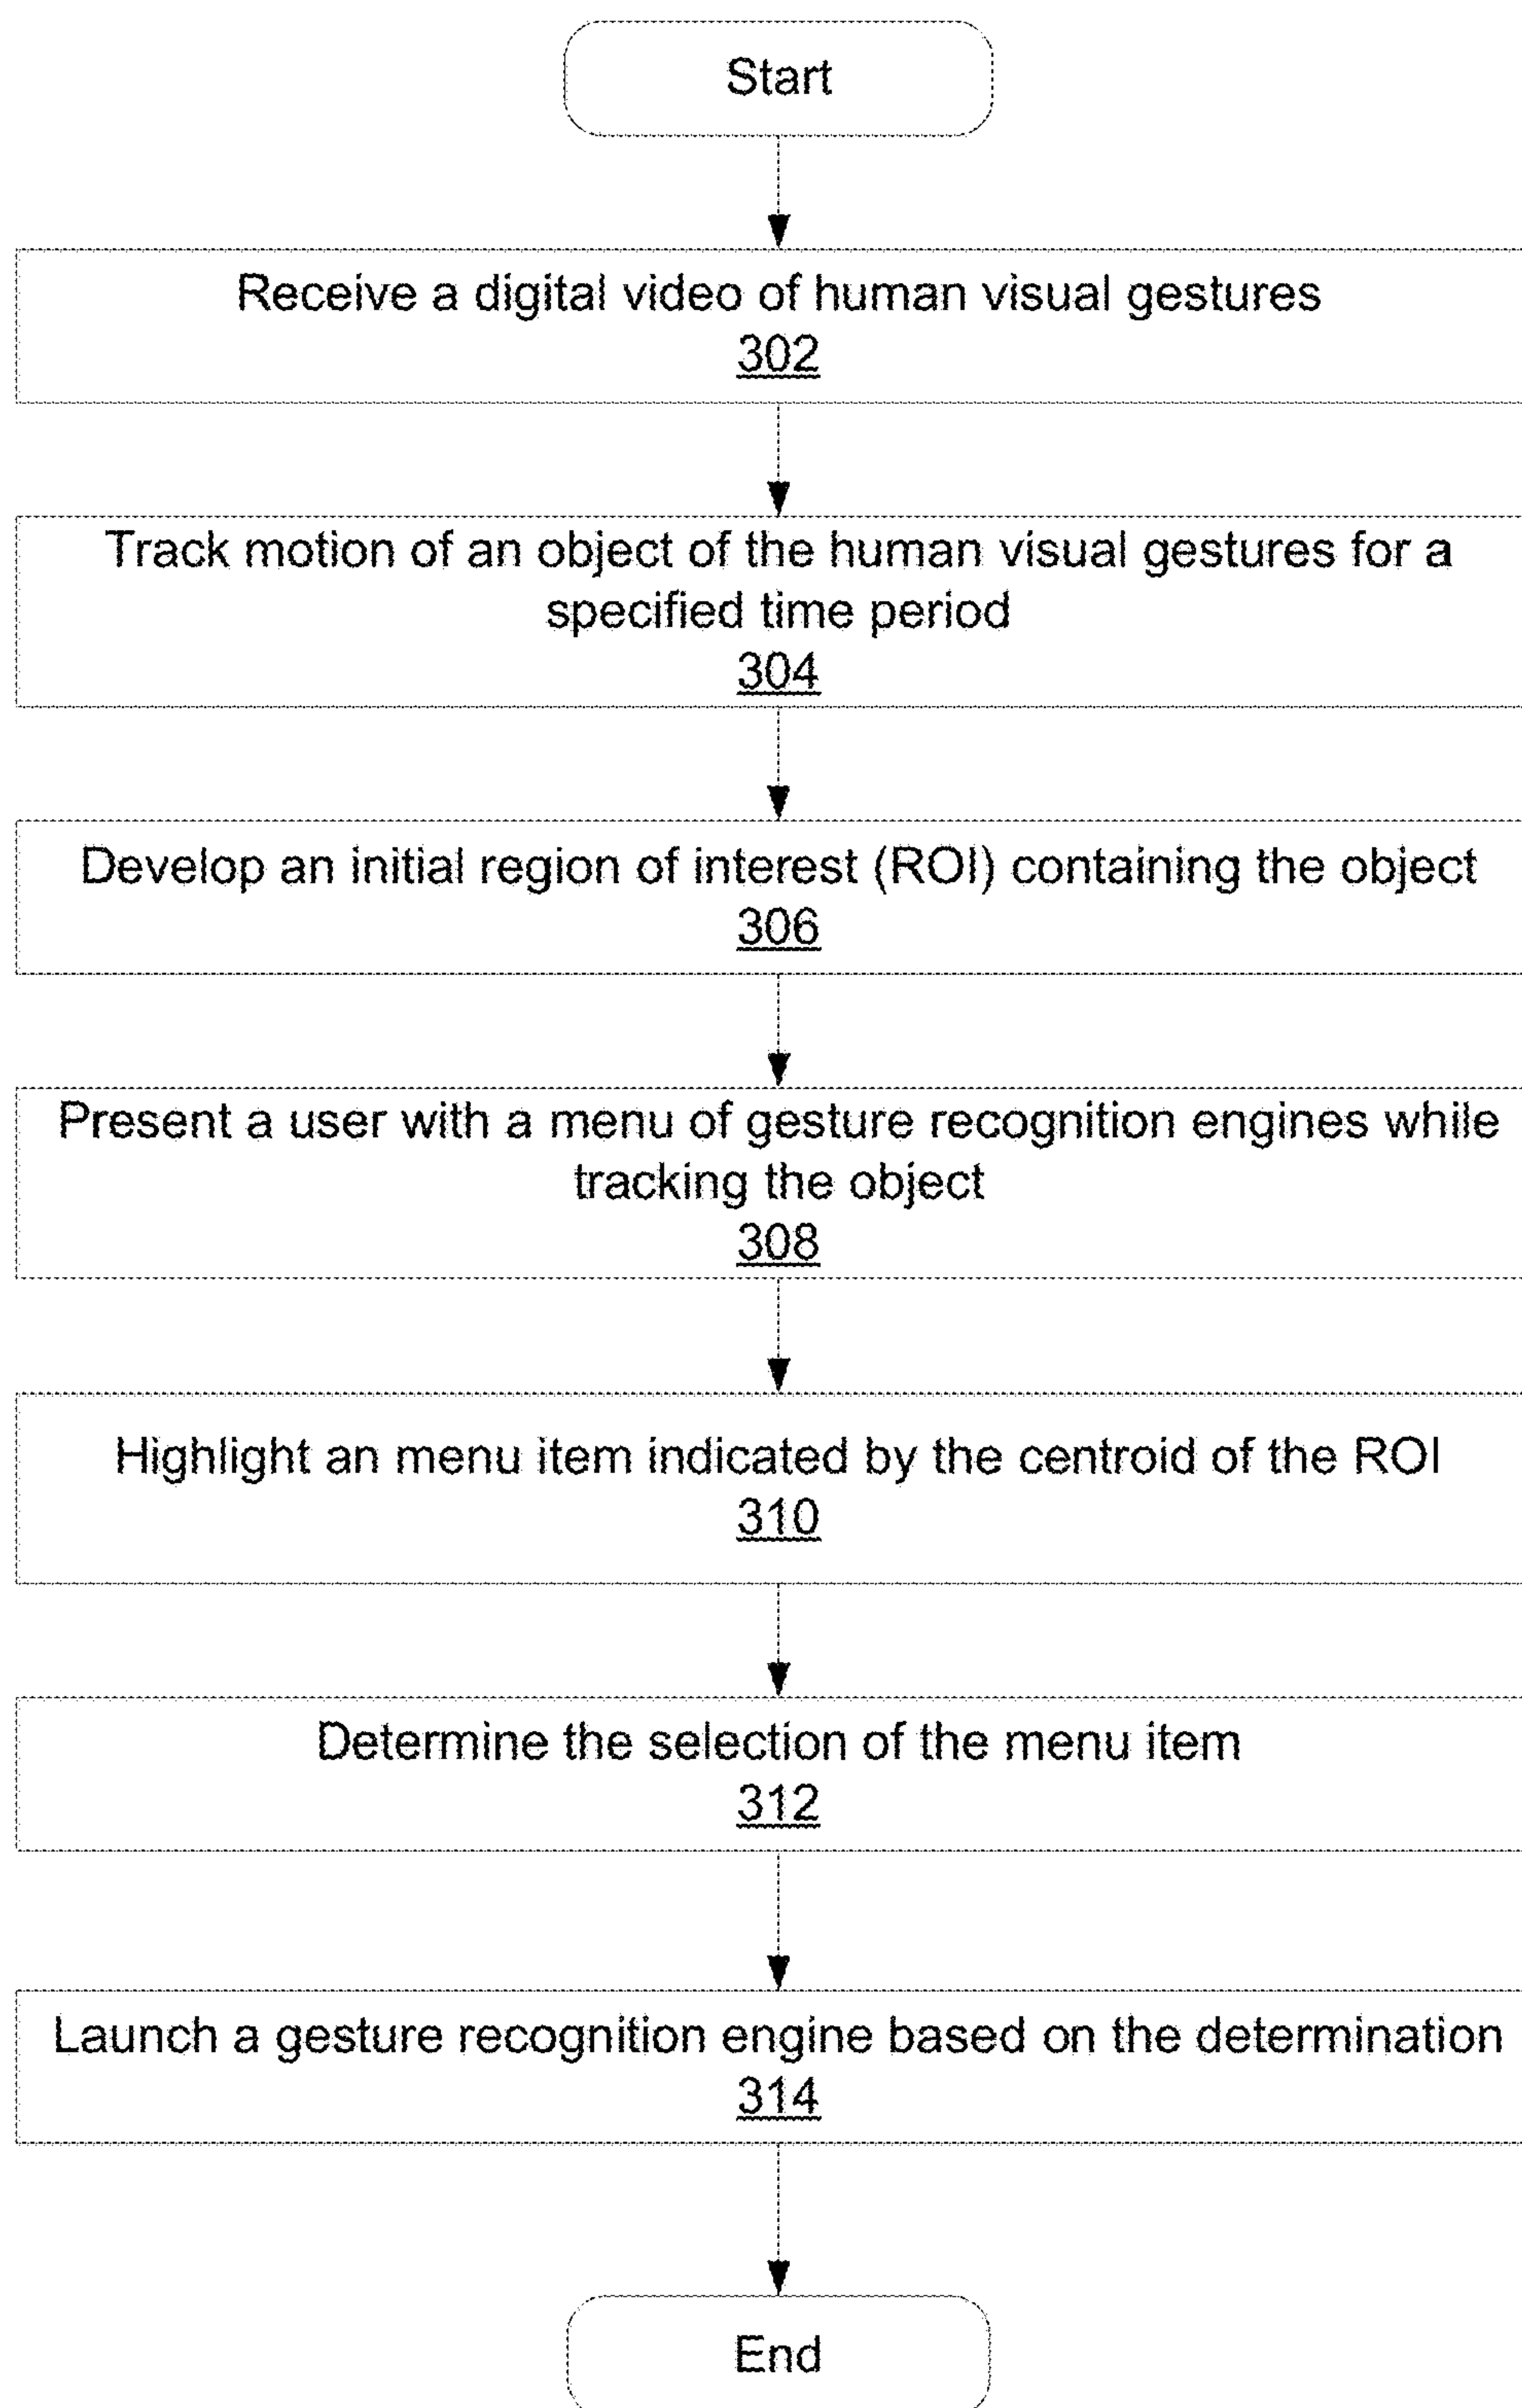 Start
Receive a digital video of human visual gestures
302
Track motion of an object of the human visual gestures for a
specified time period
304
Develop an initial region of interest (ROI) containing the object
306
Present a user with a menu of gesture recognition engines while
tracking the object
308
Highlight an menu item indicated by the centroid of the ROI
310
Determine the selection of the menu item
312
Launch a gesture recognition engine based on the determination
314
End